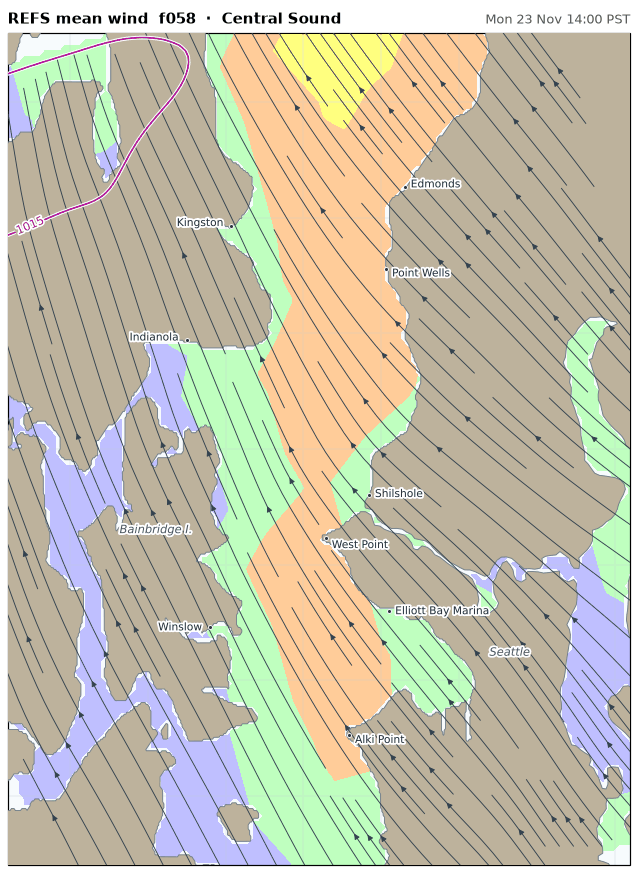 REFS mean wind f058 · Central Sound
Mon 23 Nov 14:00 PST
Edmonds
Kingston
1015
Point Wells
Indianola
Shilshole
Bainbridge I.
West Point
Elliott Bay Marina
Winslow
Seattle
Alki Point